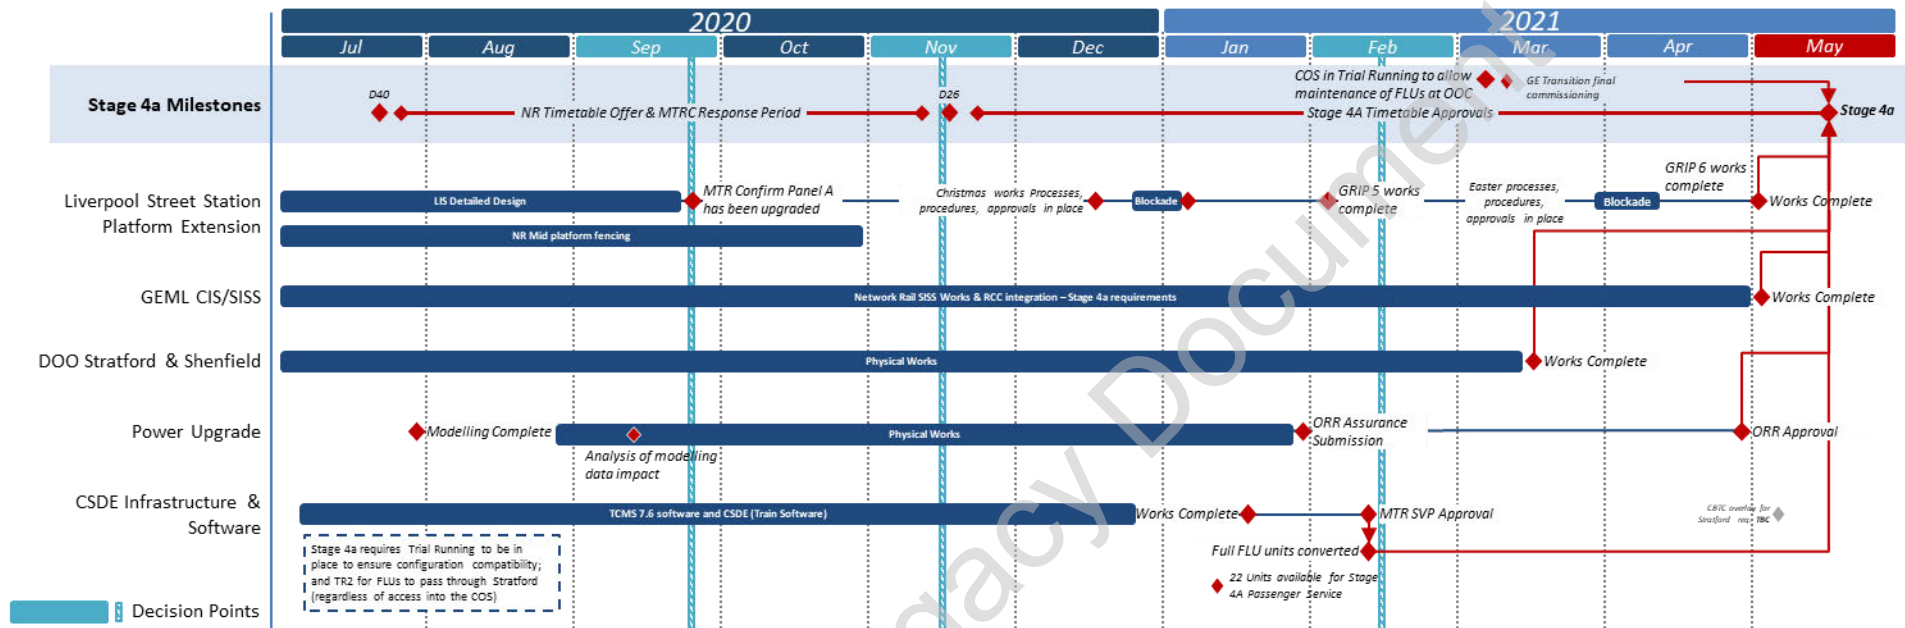 2020
2021
Jul
Aug
Sep
Oct
Nov
Dec
Jan
Feb
Mar
Apr
May
Stage 4a Milestones
D40
NR Timetable Offer & MTRC Response Period
D26
COS in Trial Running to allow
maintenance of FLUs at OOC
GE Transition final
commissioning
Stage 4A Timetable Approvals
Stage 4a
Liverpool Street Station
Platform Extension
LIS Detailed Design
MTR Confirm Panel A
has been upgraded
Christmas works Processes,
procedures, approvals in place
Blockade
GRIP 5 works
complete
Easter processes,
procedures,
approvals in place
Blockade
GRIP 6 works
complete
Works Complete
NR Mid platform fencing
GEML CIS/SISS
Network Rail SISS Works & RCC integration – Stage 4a requirements
Works Complete
DOO Stratford & Shenfield
Physical Works
Works Complete
Power Upgrade
Modelling Complete
Physical Works
Analysis of modelling
data impact
ORR Assurance
Submission
ORR Approval
CSDE Infrastructure &
Software
TCMS 7.6 software and CSDE (Train Software)
Works Complete
MTR SVP Approval
CBTC overlay for
Stratford req. TBC
Full FLU units converted
22 Units available for Stage
4A Passenger Service
Stage 4a requires Trial Running to be in
place to ensure configuration compatibility;
and TR2 for FLUs to pass through Stratford
(regardless of access into the COS)
Decision Points
gacy Document